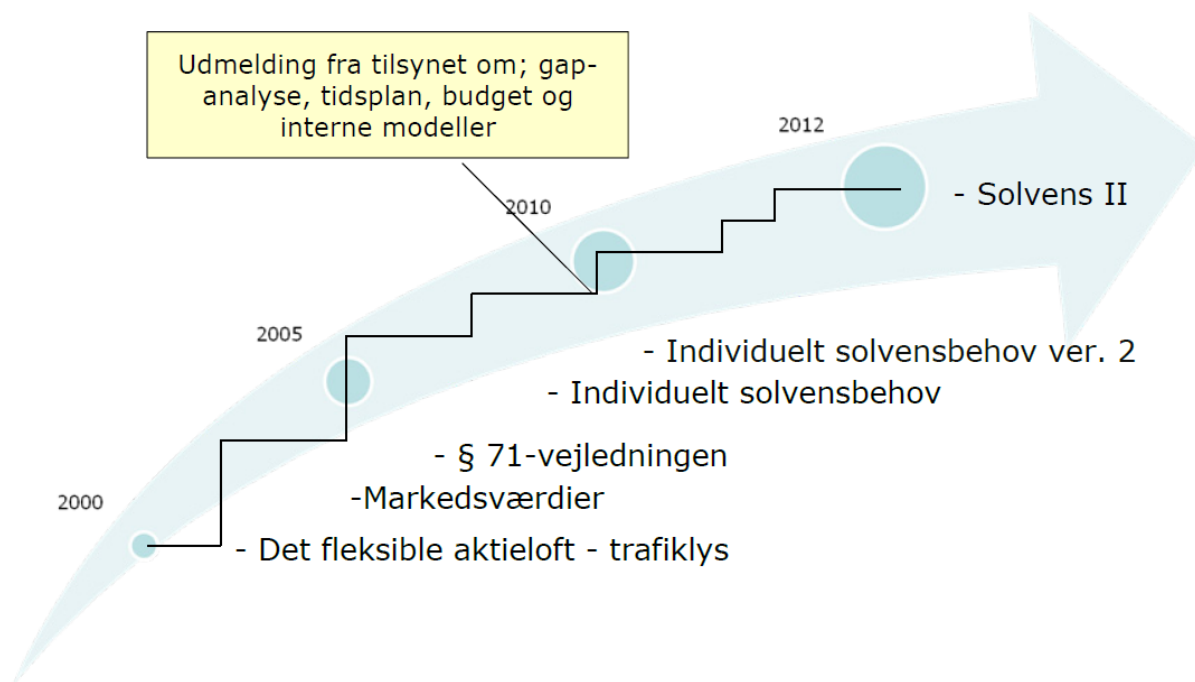 Udmelding fra tilsynet om; gap-
analyse, tidsplan, budget og
interne modeller
2012
- Solvens II
2010
2005
- Individuelt solvensbehov ver. 2
- Individuelt solvensbehov
- § 71-vejledningen
-Markedsværdier
2000
- Det fleksible aktieloft - trafiklys